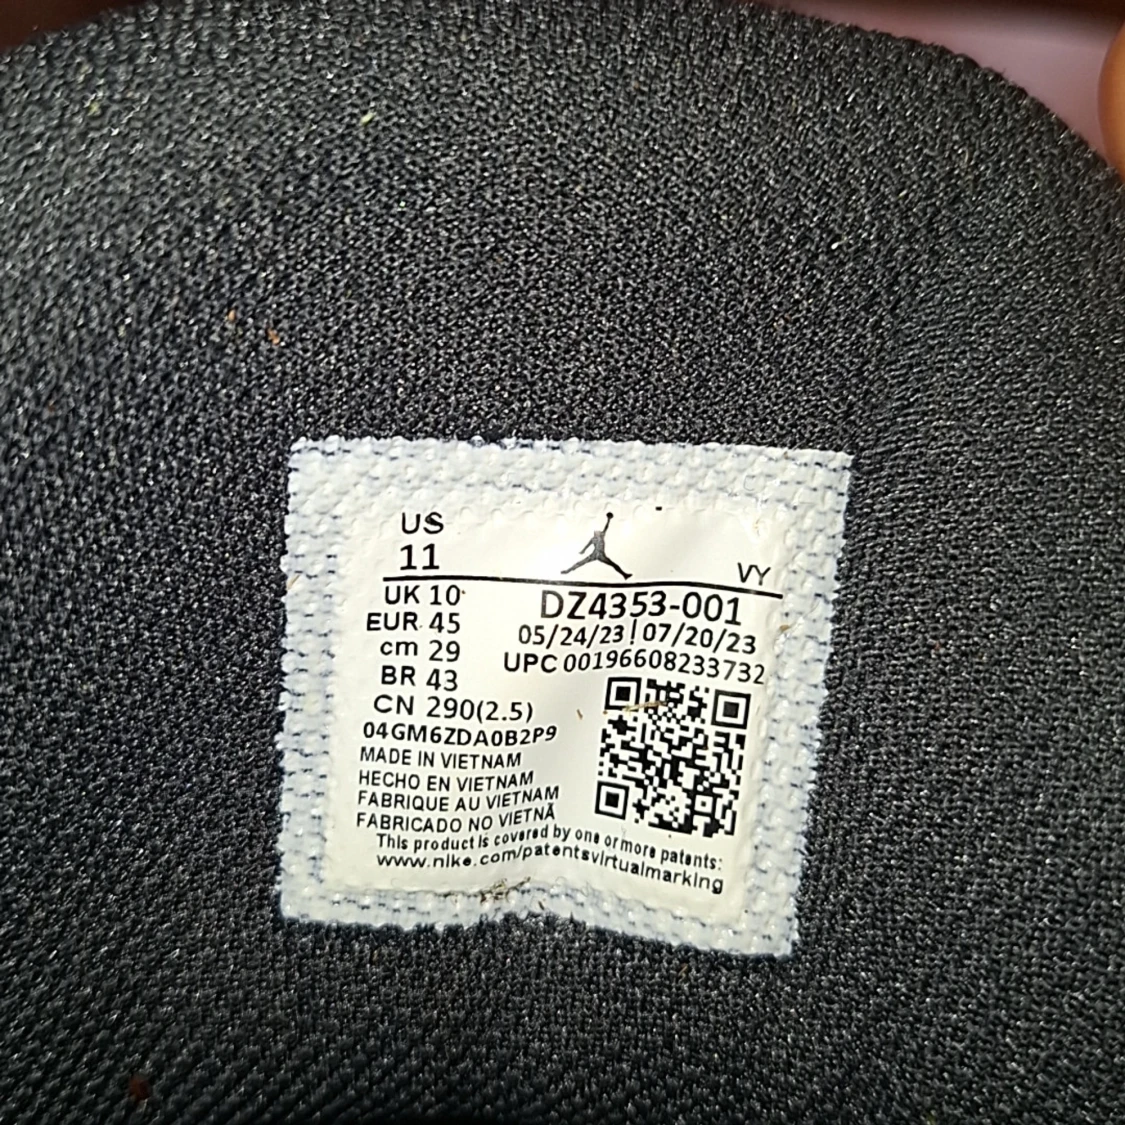 US
11
VY
UK 10
EUR 45
cm 29
BR 43
CN 290(2.5)
DZ4353-001
05/24/23 | 07/20/23
UPC 00196608233732
04GM6ZDA0B2P9
MADE IN VIETNAM
HECHO EN VIETNAM
FABRIQUE AU VIETNAM
FABRICADO NO VIETNÃ
This product is covered by one or more patents:
www.nike.com/patentsvirtualmarking